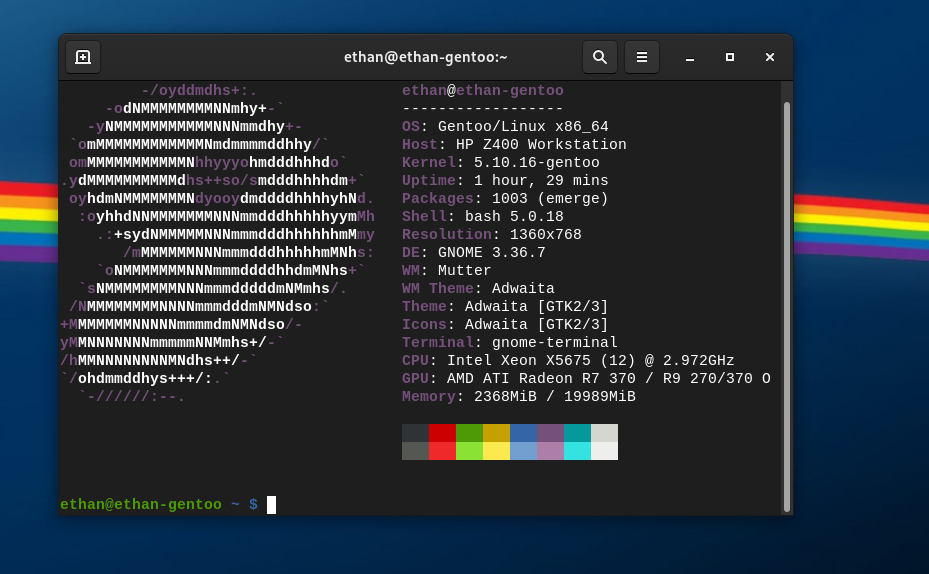 ethan@ethan-gentoo:~
-/oyddmdhs+:. ethan@ethan-gentoo
-odNMMMMMMMMNNmhy+-` ------------------
-yNMMMMMMMMMMMNNNmmdhy+- OS: Gentoo/Linux x86_64
`omMMMMMMMMMMMMNmdmmmmddhhy/` Host: HP Z400 Workstation
omMMMMMMMMMMMNhhyyyohmdddhhhdo` Kernel: 5.10.16-gentoo
.ydMMMMMMMMMMdhs++so/smdddhhhhdm+` Uptime: 1 hour, 29 mins
oyhdmNMMMMMMMNdyooydmddddhhhhyhNd. Packages: 1003 (emerge)
:oyhhdNNMMMMMMMNNNmmdddhhhhhyymMh Shell: bash 5.0.18
.:+sydNMMMMMNNNmmmdddhhhhhhmMmy Resolution: 1360x768
/mMMMMMMNNNmmmdddhhhhhmMNhs: DE: GNOME 3.36.7
`oNMMMMMMMNNNmmmddddhhdmMNhs+` WM: Mutter
`sNMMMMMMMMNNNmmmdddddmNMmhs/. WM Theme: Adwaita
/NMMMMMMMMNNNNmmmdddmNMNdso:` Theme: Adwaita [GTK2/3]
+MMMMMMMNNNNNmmmmdmNMNdso/- Icons: Adwaita [GTK2/3]
yMMNNNNNNNmmmmmNNMmhs+/-` Terminal: gnome-terminal
/hMMNNNNNNNNMNdhs++/-` CPU: Intel Xeon X5675 (12) @ 2.972GHz
`/ohdmmddhys+++/:.` GPU: AMD ATI Radeon R7 370 / R9 270/370 O
`-//////:--. Memory: 2368MiB / 19989MiB
ethan@ethan-gentoo ~ $